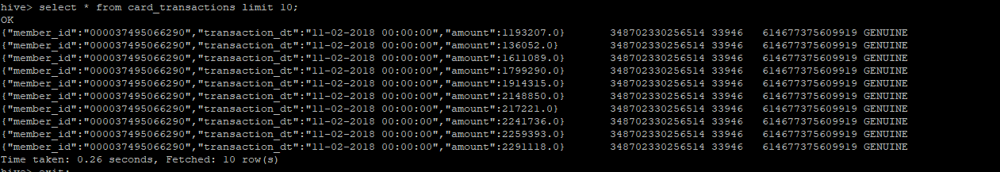 hive> select * from card_transactions limit 10;
OK
{"member_id":"000037495066290","transaction_dt":"11-02-2018 00:00:00","amount":1193207.0} 348702330256514 33946 614677375609919 GENUINE
{"member_id":"000037495066290","transaction_dt":"11-02-2018 00:00:00","amount":136052.0} 348702330256514 33946 614677375609919 GENUINE
{"member_id":"000037495066290","transaction_dt":"11-02-2018 00:00:00","amount":1611089.0} 348702330256514 33946 614677375609919 GENUINE
{"member_id":"000037495066290","transaction_dt":"11-02-2018 00:00:00","amount":1799290.0} 348702330256514 33946 614677375609919 GENUINE
{"member_id":"000037495066290","transaction_dt":"11-02-2018 00:00:00","amount":1914315.0} 348702330256514 33946 614677375609919 GENUINE
{"member_id":"000037495066290","transaction_dt":"11-02-2018 00:00:00","amount":2148850.0} 348702330256514 33946 614677375609919 GENUINE
{"member_id":"000037495066290","transaction_dt":"11-02-2018 00:00:00","amount":217221.0} 348702330256514 33946 614677375609919 GENUINE
{"member_id":"000037495066290","transaction_dt":"11-02-2018 00:00:00","amount":2241736.0} 348702330256514 33946 614677375609919 GENUINE
{"member_id":"000037495066290","transaction_dt":"11-02-2018 00:00:00","amount":2259393.0} 348702330256514 33946 614677375609919 GENUINE
{"member_id":"000037495066290","transaction_dt":"11-02-2018 00:00:00","amount":2291118.0} 348702330256514 33946 614677375609919 GENUINE
Time taken: 0.26 seconds, Fetched: 10 row(s)
hive> exit;